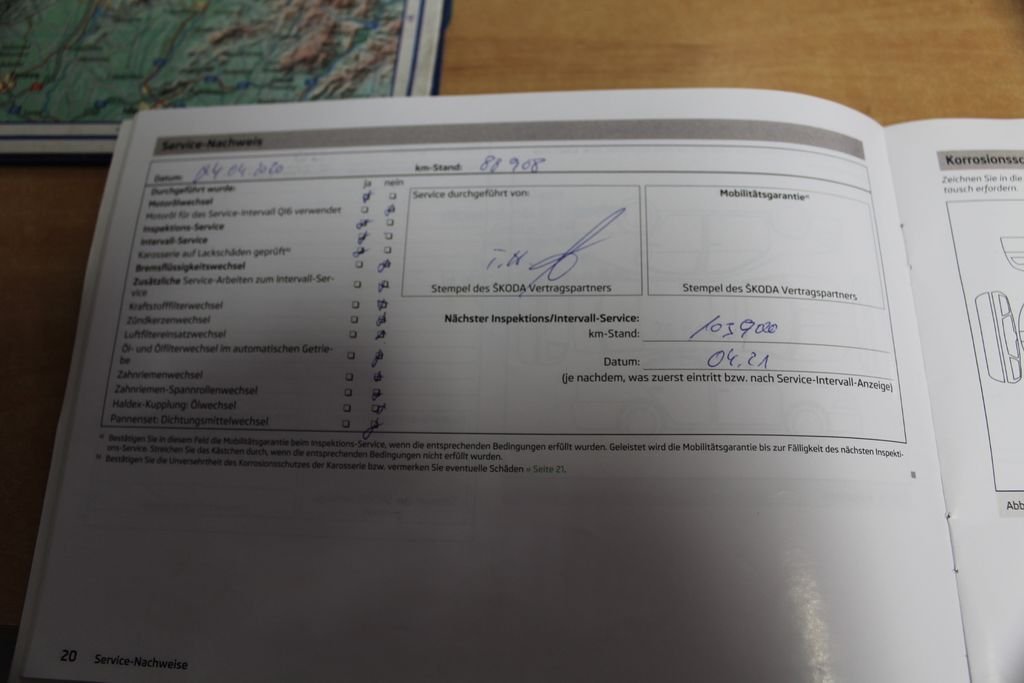 Service-Nachweis
Datum: 24.04.2020 km-Stand: 88 908
Durchgeführt wurde: ja nein
Motorölwechsel
Motoröl für das Service-Intervall QI6 verwendet
Inspektions-Service
Intervall-Service
Karosserie auf Lackschäden geprüft
Bremsflüssigkeitswechsel
Zusätzliche Service-Arbeiten zum Intervall-Ser-
vice
Kraftstofffilterwechsel
Zündkerzenwechsel
Luftfiltereinsatzwechsel
Öl- und Ölfilterwechsel im automatischen Getrie-
be
Zahnriemenwechsel
Zahnriemen-Spannrollenwechsel
Haldex-Kupplung: Ölwechsel
Pannenset: Dichtungsmittelwechsel
Service durchgeführt von:
Stempel des ŠKODA Vertragspartners
Mobilitätsgarantie
Stempel des ŠKODA Vertragspartners
Nächster Inspektions/Intervall-Service:
km-Stand: 103 9000
Datum: 04.21
(je nachdem, was zuerst eintritt bzw. nach Service-Intervall-Anzeige)
Bestätigen Sie in diesem Feld die Mobilitätsgarantie beim Inspektions-Service, wenn die entsprechenden Bedingungen erfüllt wurden. Geleistet wird die Mobilitätsgarantie bis zur Fälligkeit des nächsten Inspekti-
ons-Service. Streichen Sie das Kästchen durch, wenn die entsprechenden Bedingungen nicht erfüllt wurden.
Bestätigen Sie die Unversehrtheit des Korrosionsschutzes der Karosserie bzw. vermerken Sie eventuelle Schäden » Seite 21.
20 Service-Nachweise
Korrosionssc
Zeichnen Sie in die
tausch erfordern.
Abb